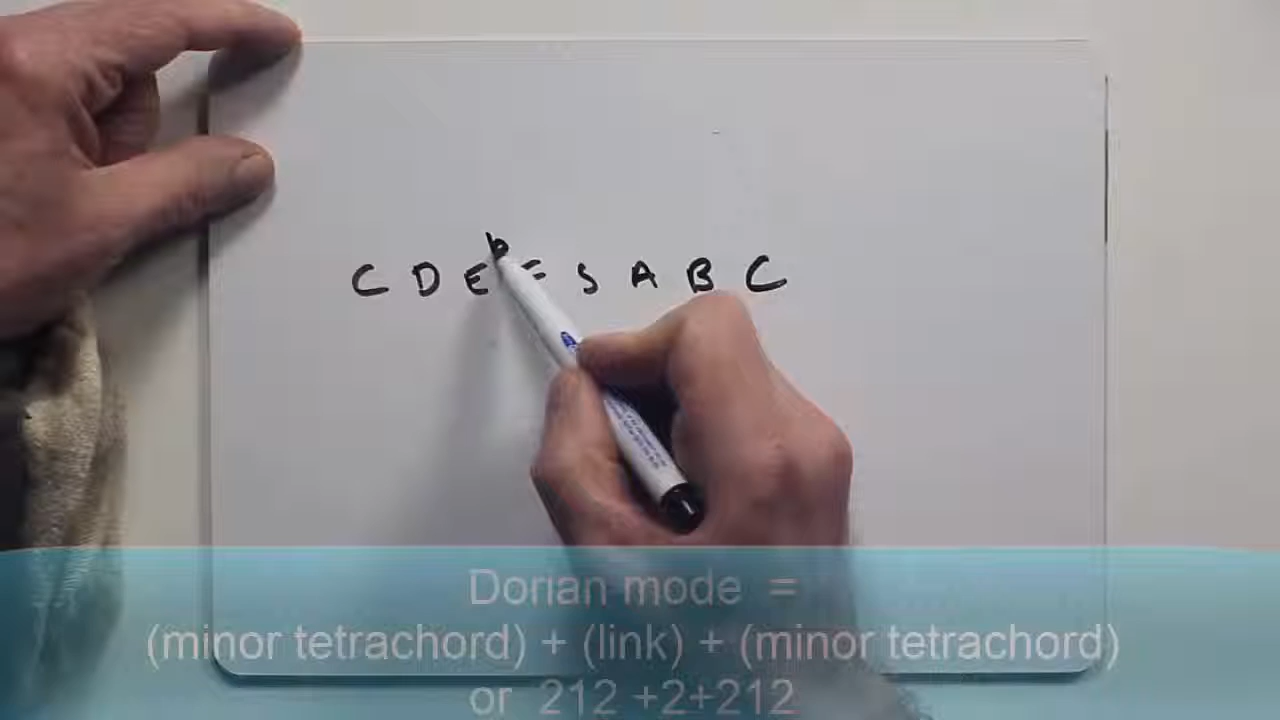 b
C D E F G A B C
Dorian mode =
(minor tetrachord) + (link) + (minor tetrachord)
or 212 +2+212